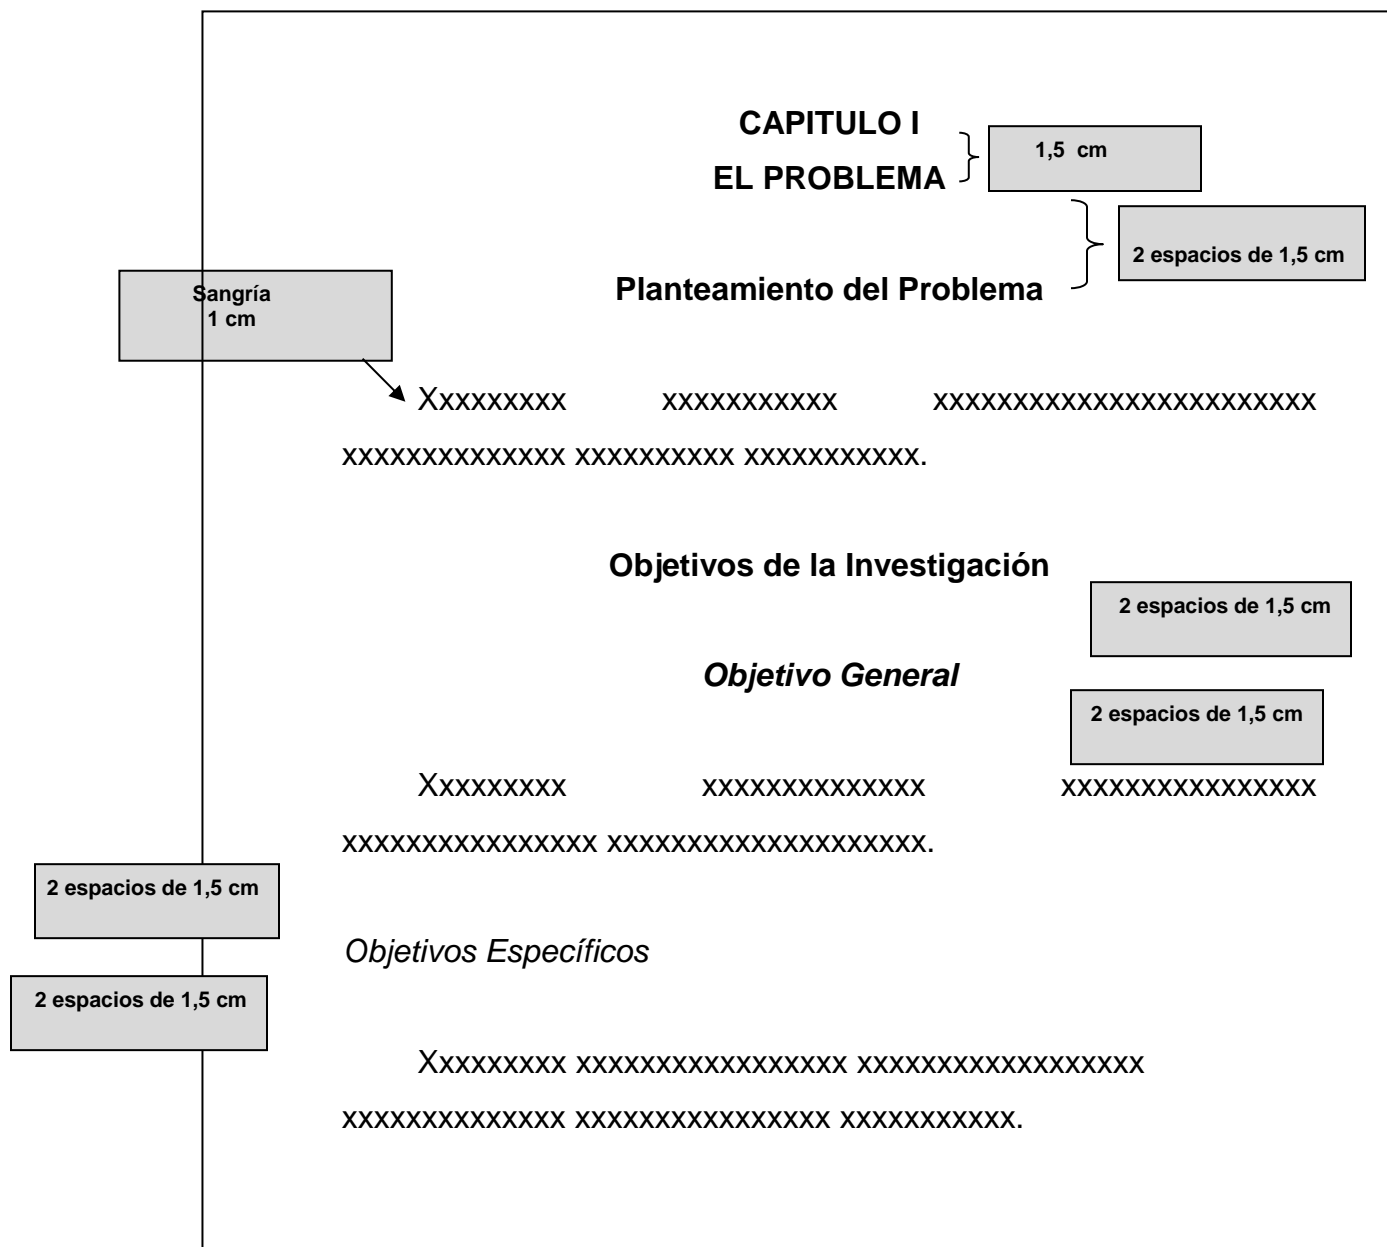 CAPITULO I
1,5 cm
EL PROBLEMA
2 espacios de 1,5 cm
Planteamiento del Problema
Sangría
1 cm
Xxxxxxxxx xxxxxxxxxxx xxxxxxxxxxxxxxxxxxxxxxxx
xxxxxxxxxxxxxx xxxxxxxxxx xxxxxxxxxxx.
Objetivos de la Investigación
2 espacios de 1,5 cm
Objetivo General
2 espacios de 1,5 cm
Xxxxxxxxx xxxxxxxxxxxxxx xxxxxxxxxxxxxxxx
xxxxxxxxxxxxxxxx xxxxxxxxxxxxxxxxxxxx.
2 espacios de 1,5 cm
Objetivos Específicos
2 espacios de 1,5 cm
Xxxxxxxxx xxxxxxxxxxxxxxxxx xxxxxxxxxxxxxxxxxx
xxxxxxxxxxxxxx xxxxxxxxxxxxxxxx xxxxxxxxxxx.